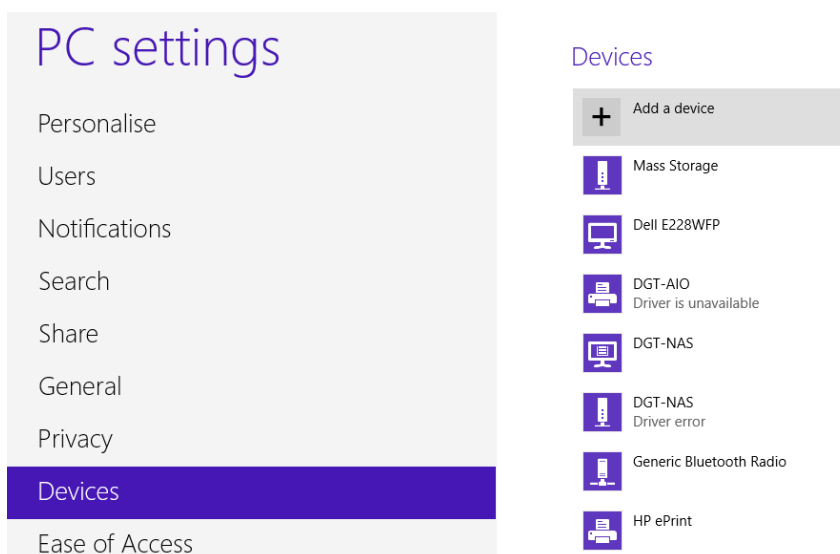 PC settings
Personalise
Users
Notifications
Search
Share
General
Privacy
Devices
Ease of Access
Devices
Add a device
Mass Storage
Dell E228WFP
DGT-AIO
Driver is unavailable
DGT-NAS
DGT-NAS
Driver error
Generic Bluetooth Radio
HP ePrint